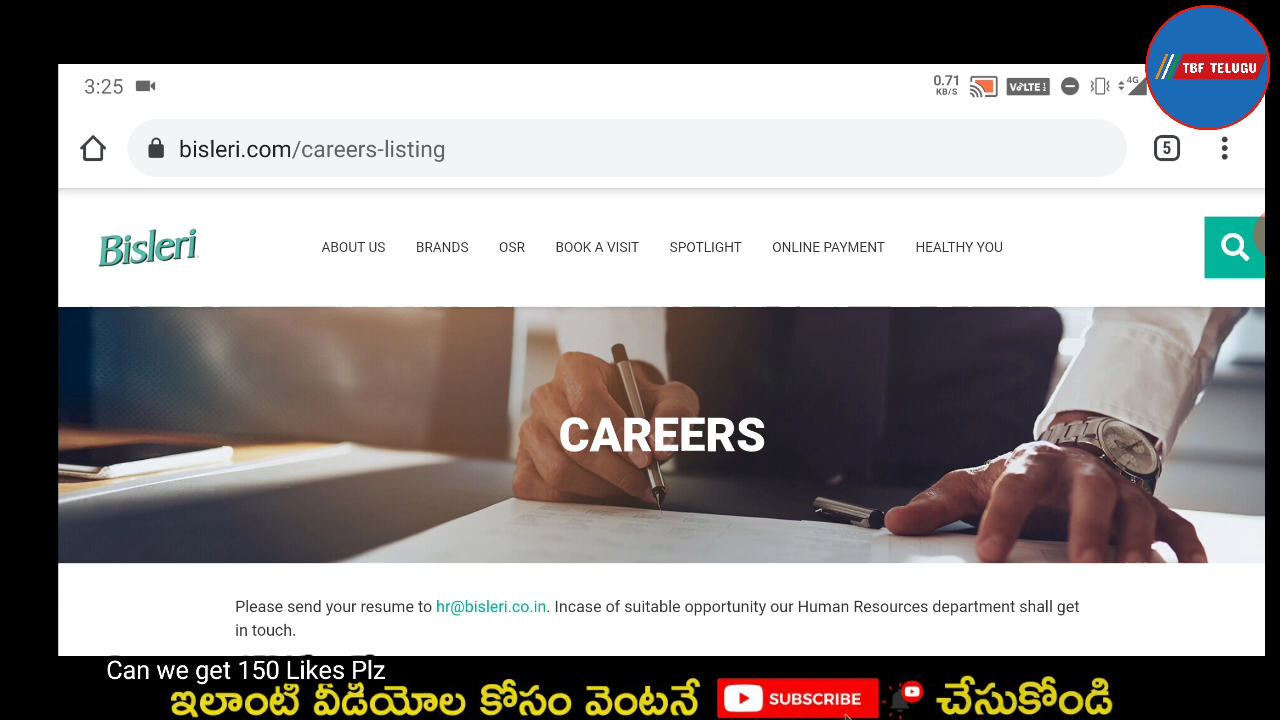 TBF TELUGU
3:25
0.71
KB/S
VoLTE 1
4G
bisleri.com/careers-listing
5
Bisleri
ABOUT US BRANDS OSR BOOK A VISIT SPOTLIGHT ONLINE PAYMENT HEALTHY YOU
CAREERS
Please send your resume to hr@bisleri.co.in. Incase of suitable opportunity our Human Resources department shall get
in touch.
Can we get 150 Likes Plz
ఇలాంటి వీడియోల కోసం వెంటనే SUBSCRIBE చేసుకోండి